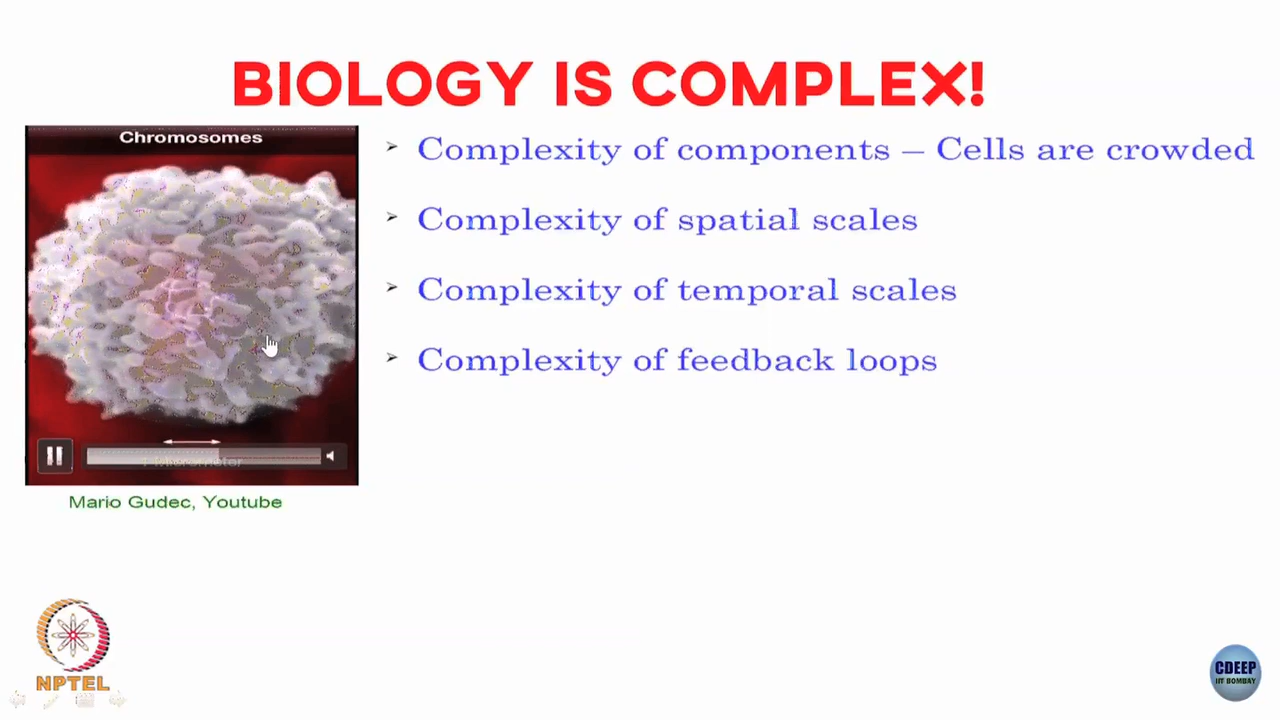 BIOLOGY IS COMPLEX!
Chromosomes
Complexity of components – Cells are crowded
Complexity of spatial scales
Complexity of temporal scales
Complexity of feedback loops
Mario Gudec, Youtube
NPTEL
CDEEP
IIT BOMBAY